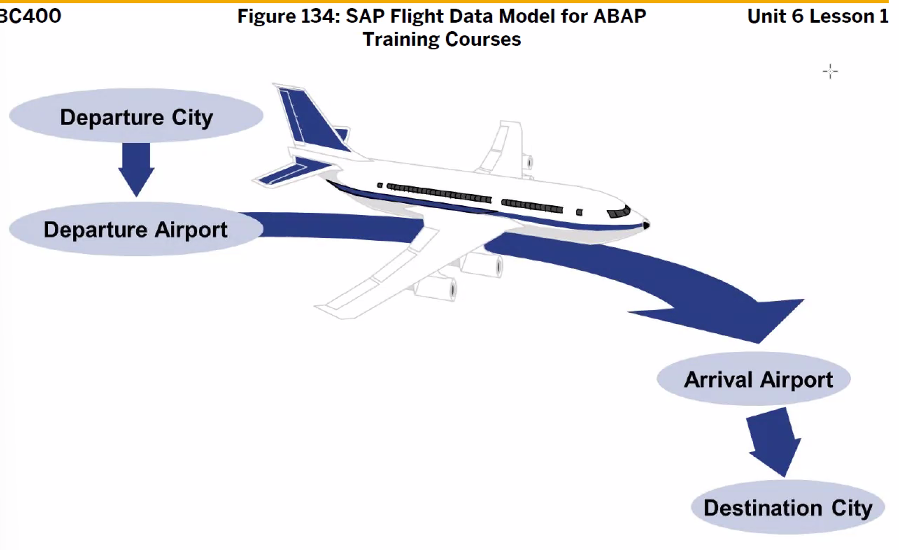 BC400
Figure 134: SAP Flight Data Model for ABAP
Training Courses
Unit 6 Lesson 1
Departure City
Departure Airport
Arrival Airport
Destination City